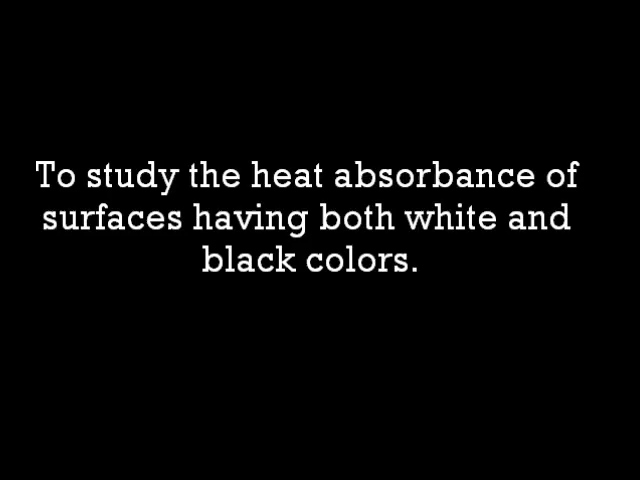 To study the heat absorbance of
surfaces having both white and
black colors.